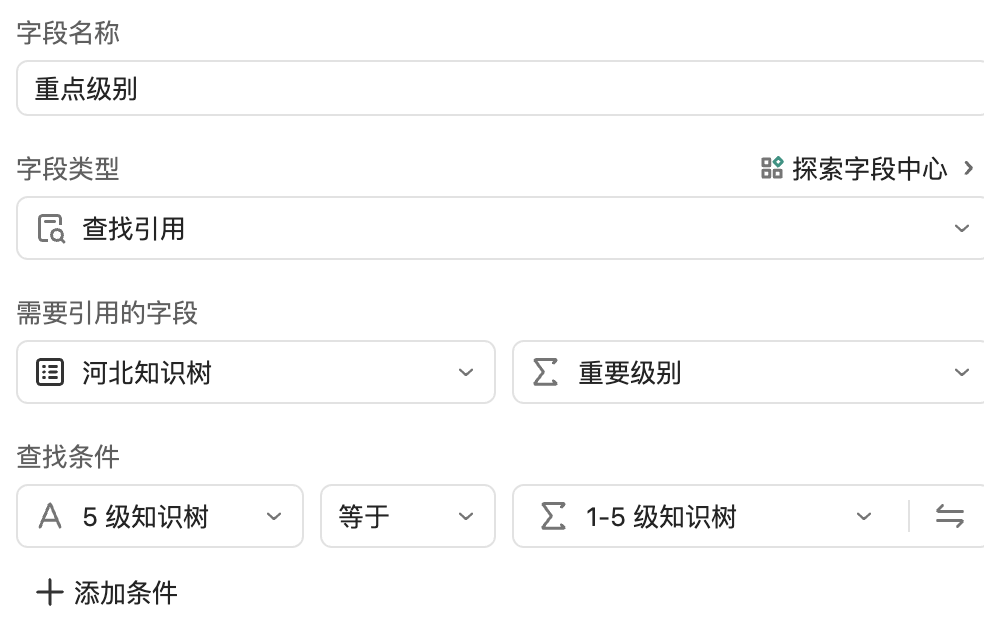 字段名称
重点级别
字段类型 探索字段中心
查找引用
需要引用的字段
河北知识树 重要级别
查找条件
5 级知识树 等于 1-5 级知识树
添加条件